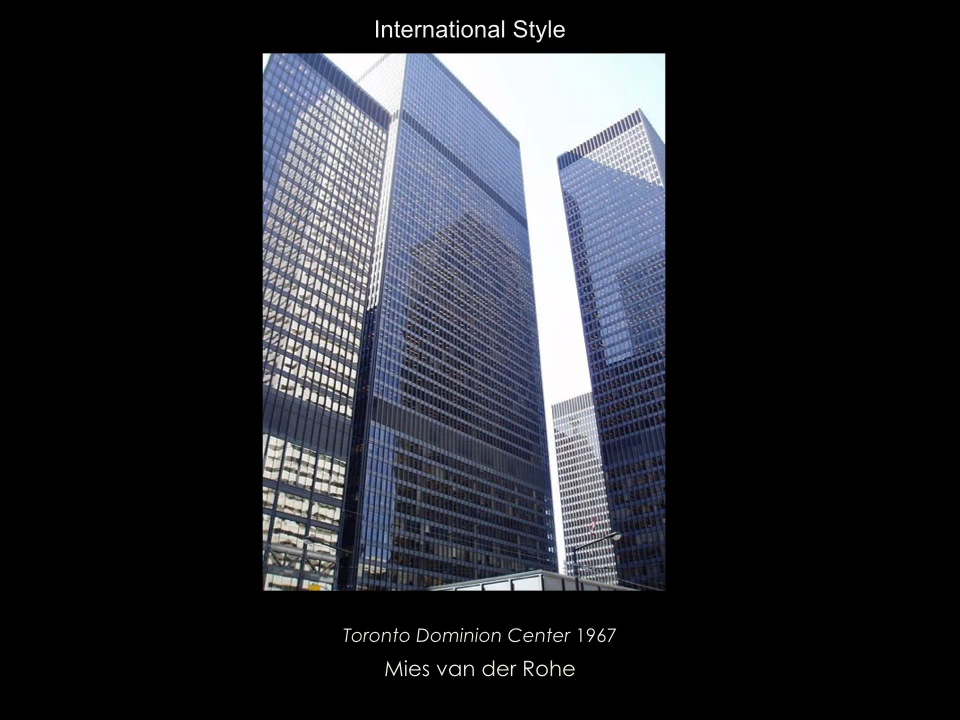 International Style
Toronto Dominion Center 1967
Mies van der Rohe